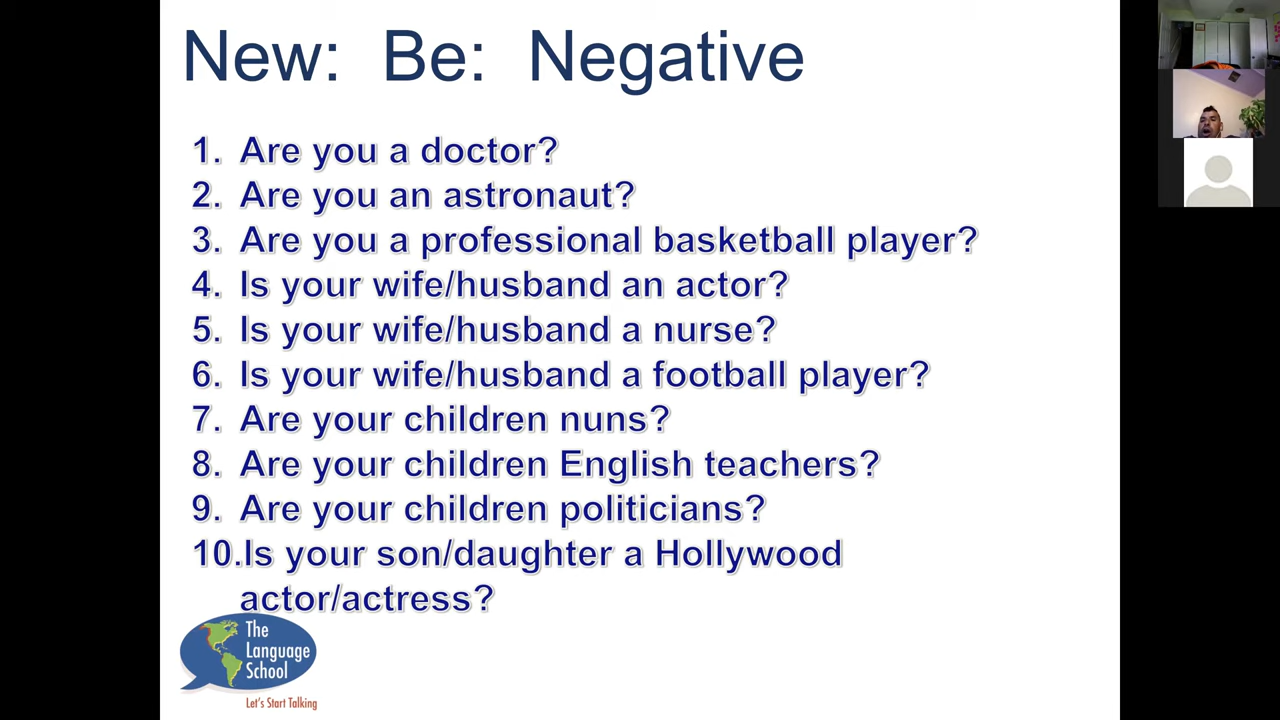 New: Be: Negative
1. Are you a doctor?
2. Are you an astronaut?
3. Are you a professional basketball player?
4. Is your wife/husband an actor?
5. Is your wife/husband a nurse?
6. Is your wife/husband a football player?
7. Are your children nuns?
8. Are your children English teachers?
9. Are your children politicians?
10.Is your son/daughter a Hollywood
actor/actress?
The
Language
School
Let's Start Talking